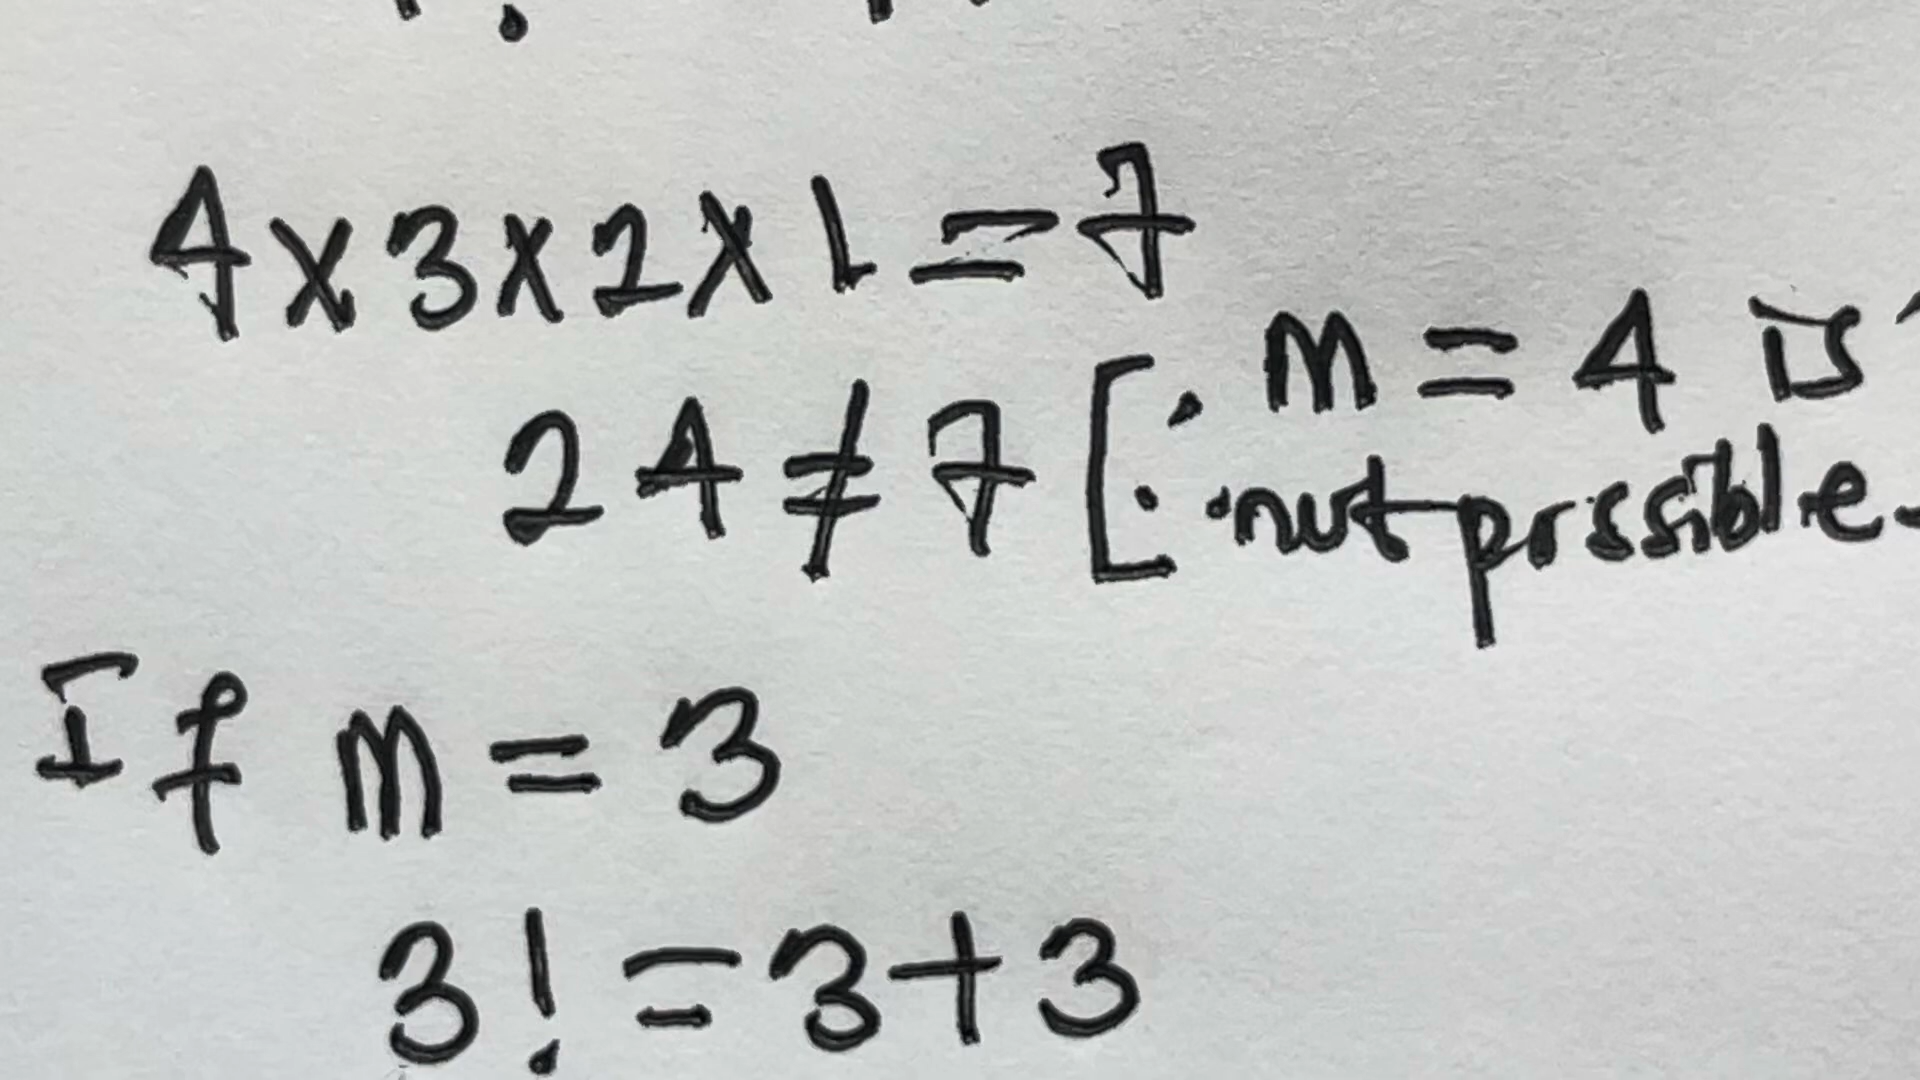 4x3x2x1=7
24≠7 [∵ m=4 is
not possible.
If m=3
3!=3+3